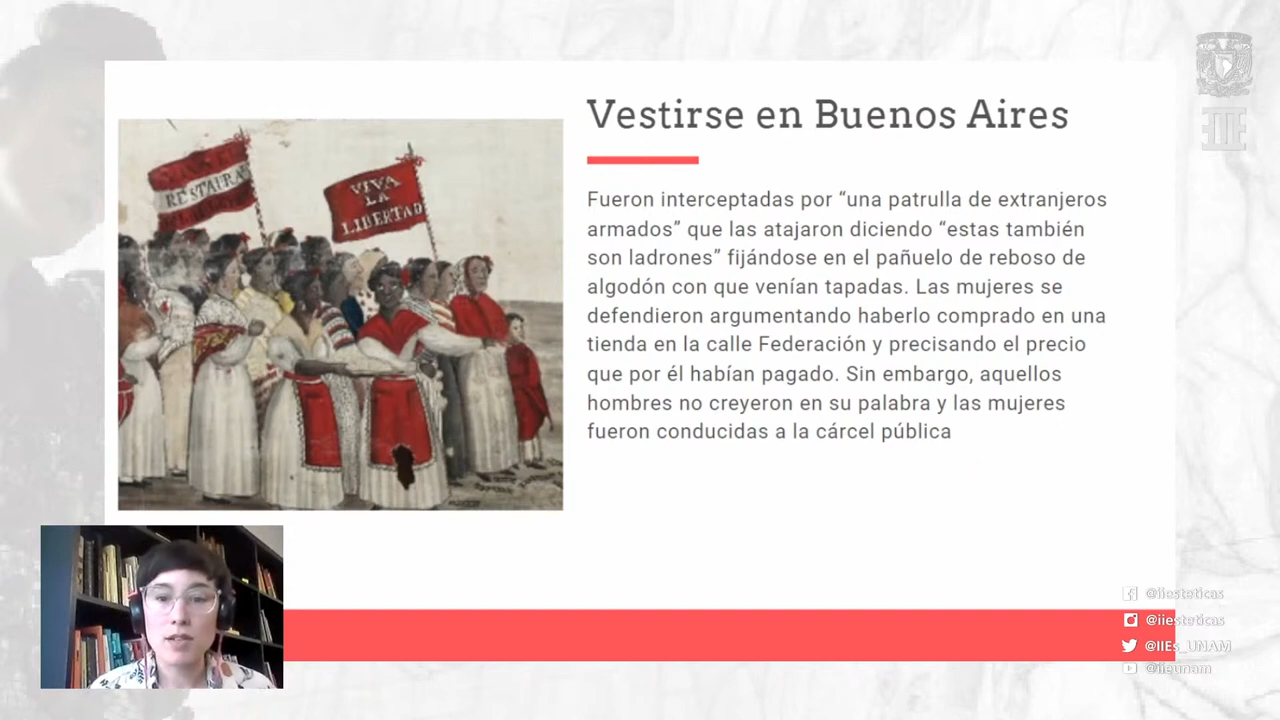 Vestirse en Buenos Aires
RESTAURA
VIVA
LA
LIBERTAD
Fueron interceptadas por “una patrulla de extranjeros
armados” que las atajaron diciendo “estas también
son ladrones” fijándose en el pañuelo de reboso de
algodón con que venían tapadas. Las mujeres se
defendieron argumentando haberlo comprado en una
tienda en la calle Federación y precisando el precio
que por él habían pagado. Sin embargo, aquellos
hombres no creyeron en su palabra y las mujeres
fueron conducidas a la cárcel pública
@iiesteticas
@iiesteticas
@IIEs_UNAM
@iieunam